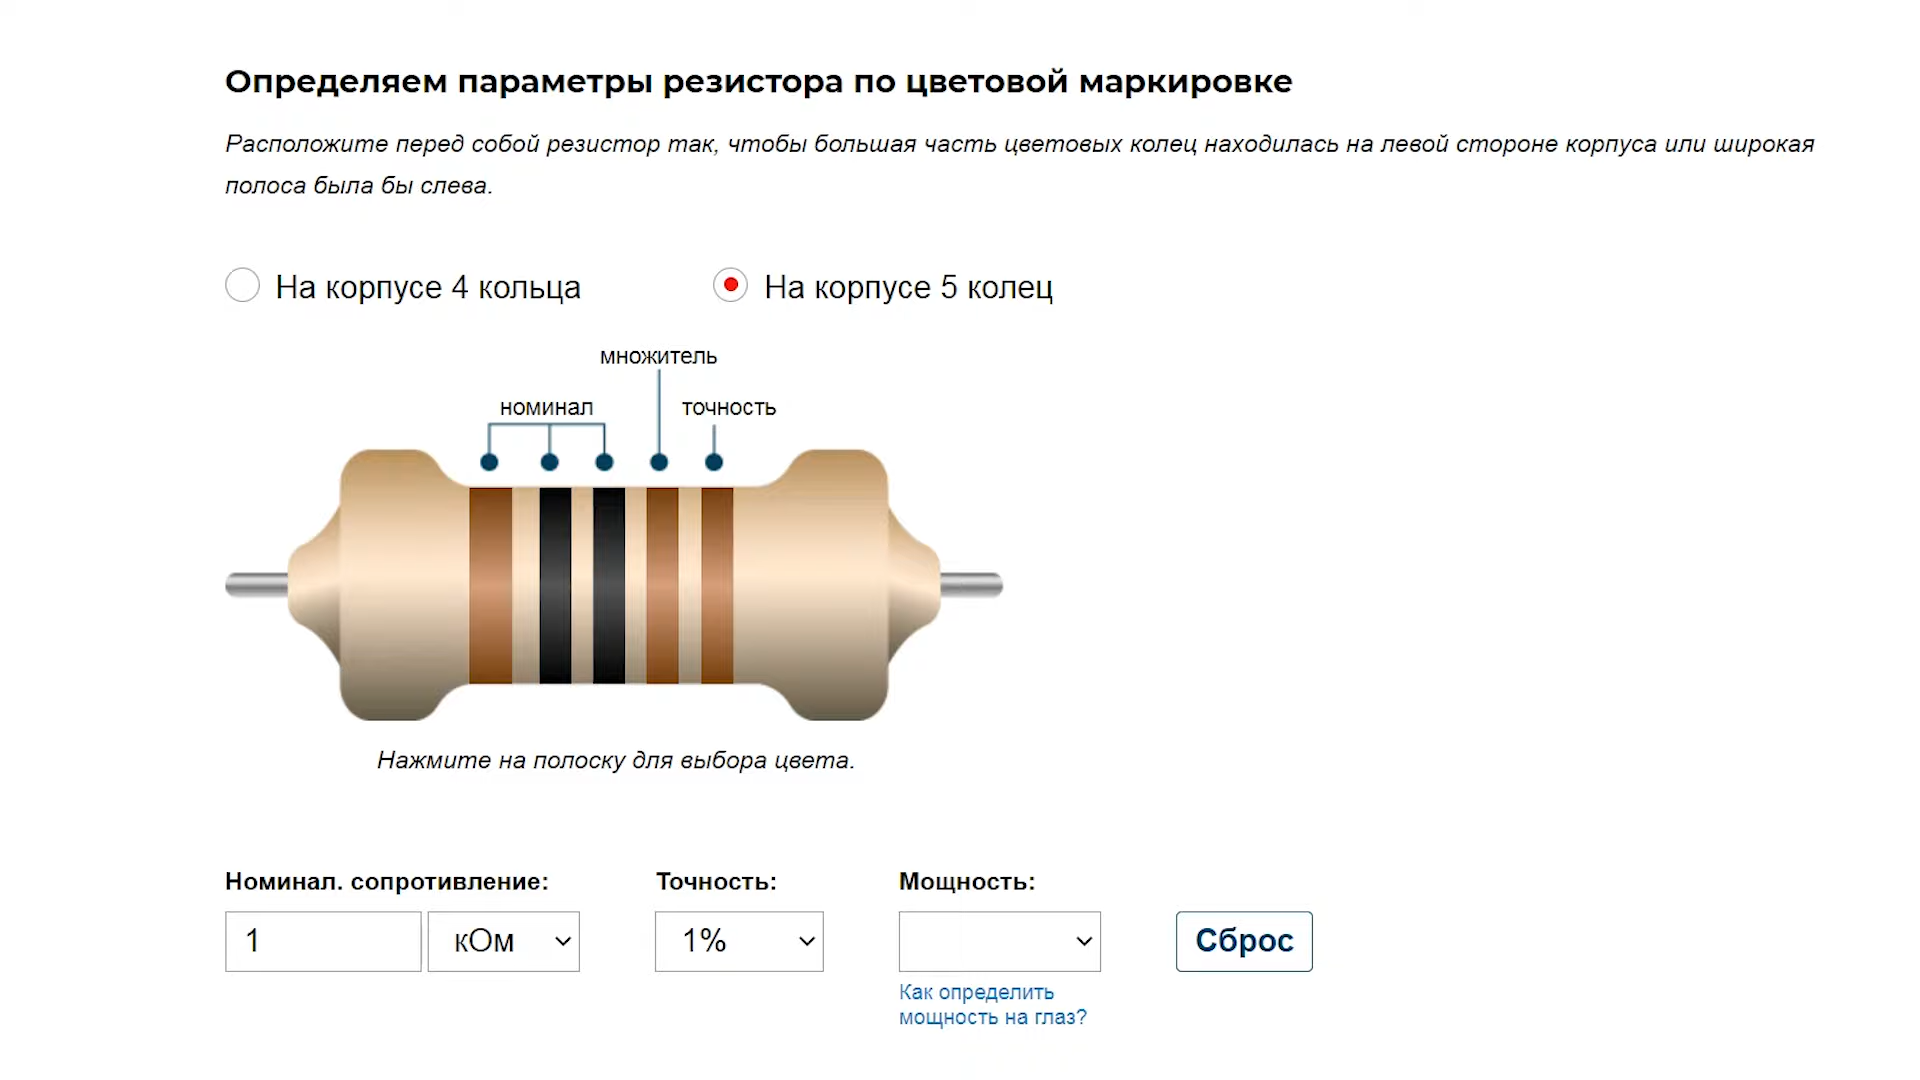 Определяем параметры резистора по цветовой маркировке
Расположите перед собой резистор так, чтобы большая часть цветовых колец находилась на левой стороне корпуса или широкая
полоса была бы слева.
На корпусе 4 кольца
На корпусе 5 колец
множитель
номинал
точность
Нажмите на полоску для выбора цвета.
Номинал. сопротивление:
Точность:
Мощность:
1
кОм
1%
Сброс
Как определить
мощность на глаз?